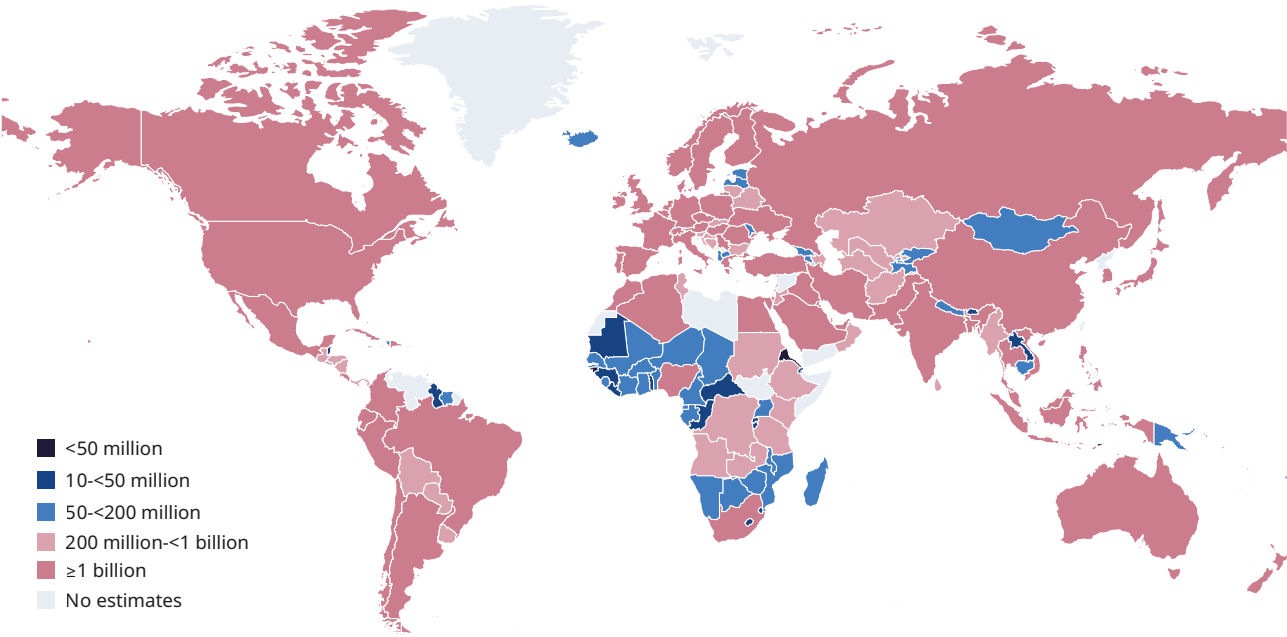 <50 million
10-<50 million
50-<200 million
200 million-<1 billion
≥1 billion
No estimates